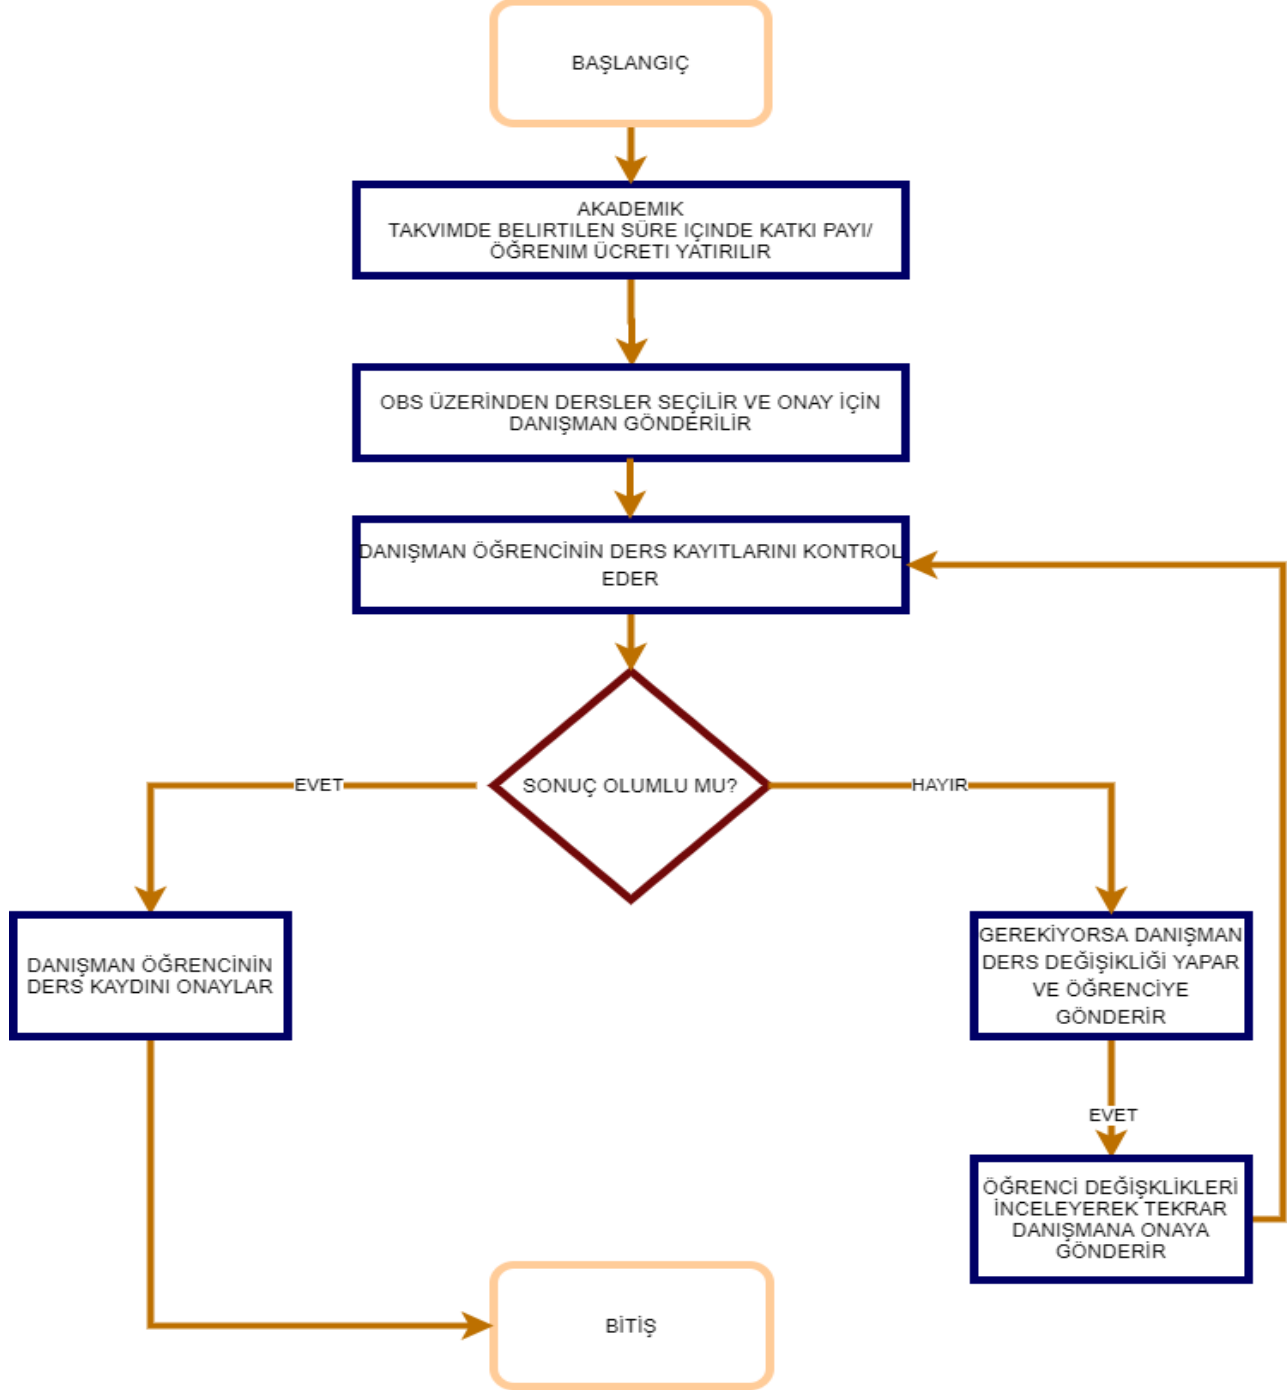 BAŞLANGIÇ
AKADEMIK
TAKVIMDE BELIRTILEN SÜRE IÇINDE KATKI PAYI/
ÖĞRENIM ÜCRETI YATIRILIR
OBS ÜZERİNDEN DERSLER SEÇİLİR VE ONAY İÇİN
DANIŞMAN GÖNDERİLİR
DANIŞMAN ÖĞRENCİNİN DERS KAYITLARINI KONTROL
EDER
SONUÇ OLUMLU MU?
EVET
HAYIR
DANIŞMAN ÖĞRENCİNİN
DERS KAYDINI ONAYLAR
GEREKİYORSA DANIŞMAN
DERS DEĞİŞİKLİĞİ YAPAR
VE ÖĞRENCİYE
GÖNDERİR
EVET
ÖĞRENCİ DEĞİŞKLİKLERİ
İNCELEYEREK TEKRAR
DANIŞMANA ONAYA
GÖNDERİR
BİTİŞ